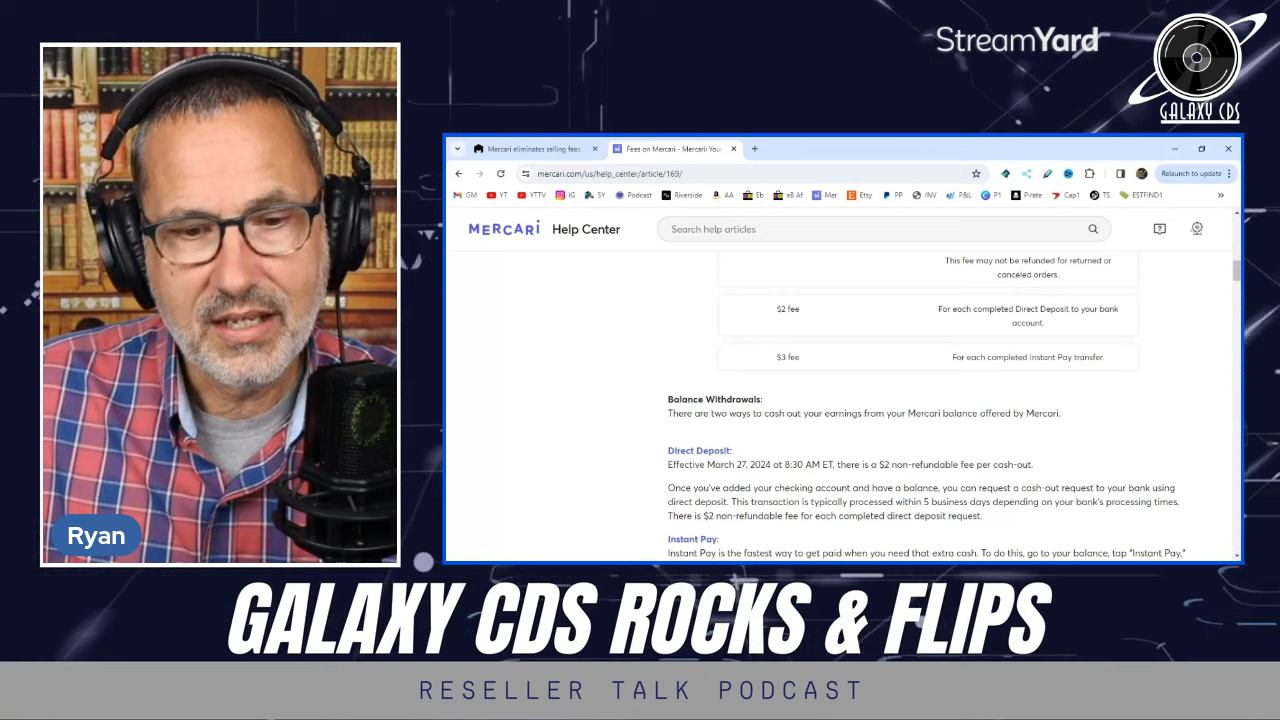 StreamYard
GALAXY CDS
Mercari eliminates selling fees.
Fees on Mercari - Mercari: You
mercari.com/us/help_center/article/169/
Relaunch to update
GM YT YTTV IG SY Podcast Riverside AA Eb eB Af Mer Etsy PP INV P&L P1 Pirate Cap1 TS ESTFIND1 »
MERCARI Help Center
Search help articles
This fee may not be refunded for returned or
canceled orders.
$2 fee
For each completed Direct Deposit to your bank
account.
$3 fee
For each completed Instant Pay transfer.
Balance Withdrawals:
There are two ways to cash out your earnings from your Mercari balance offered by Mercari.
Direct Deposit:
Effective March 27, 2024 at 8:30 AM ET, there is a $2 non-refundable fee per cash-out.
Once you've added your checking account and have a balance, you can request a cash-out request to your bank using
direct deposit. This transaction is typically processed within 5 business days depending on your bank's processing times.
There is $2 non-refundable fee for each completed direct deposit request.
Instant Pay:
Instant Pay is the fastest way to get paid when you need that extra cash. To do this, go to your balance, tap "Instant Pay,"
Ryan
GALAXY CDS ROCKS & FLIPS
RESELLER TALK PODCAST